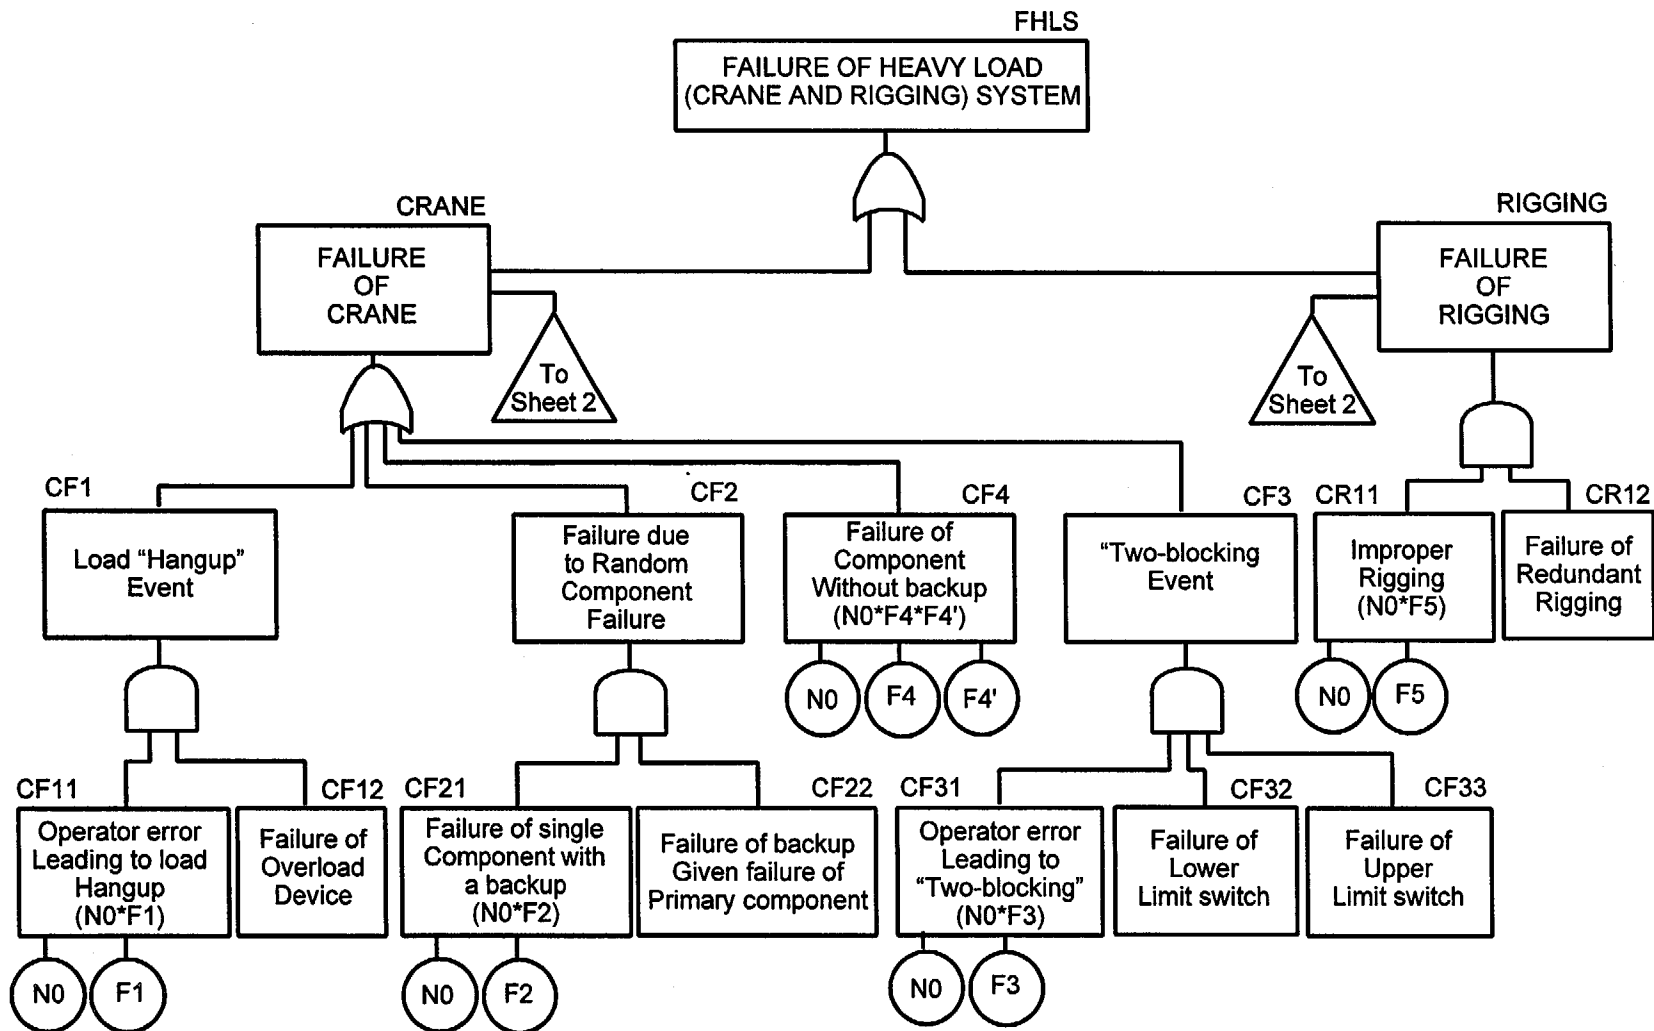 FHLS
FAILURE OF HEAVY LOAD
(CRANE AND RIGGING) SYSTEM
CRANE
FAILURE
OF
CRANE
To
Sheet 2
RIGGING
FAILURE
OF
RIGGING
To
Sheet 2
CF1
Load “Hangup”
Event
CF2
Failure due
to Random
Component
Failure
CF4
Failure of
Component
Without backup
(N0*F4*F4')
N0
F4
F4'
CF3
“Two-blocking
Event
CR11
Improper
Rigging
(N0*F5)
N0
F5
CR12
Failure of
Redundant
Rigging
CF11
Operator error
Leading to load
Hangup
(N0*F1)
N0
F1
CF12
Failure of
Overload
Device
CF21
Failure of single
Component with
a backup
(N0*F2)
N0
F2
CF22
Failure of backup
Given failure of
Primary component
CF31
Operator error
Leading to
“Two-blocking”
(N0*F3)
N0
F3
CF32
Failure of
Lower
Limit switch
CF33
Failure of
Upper
Limit switch